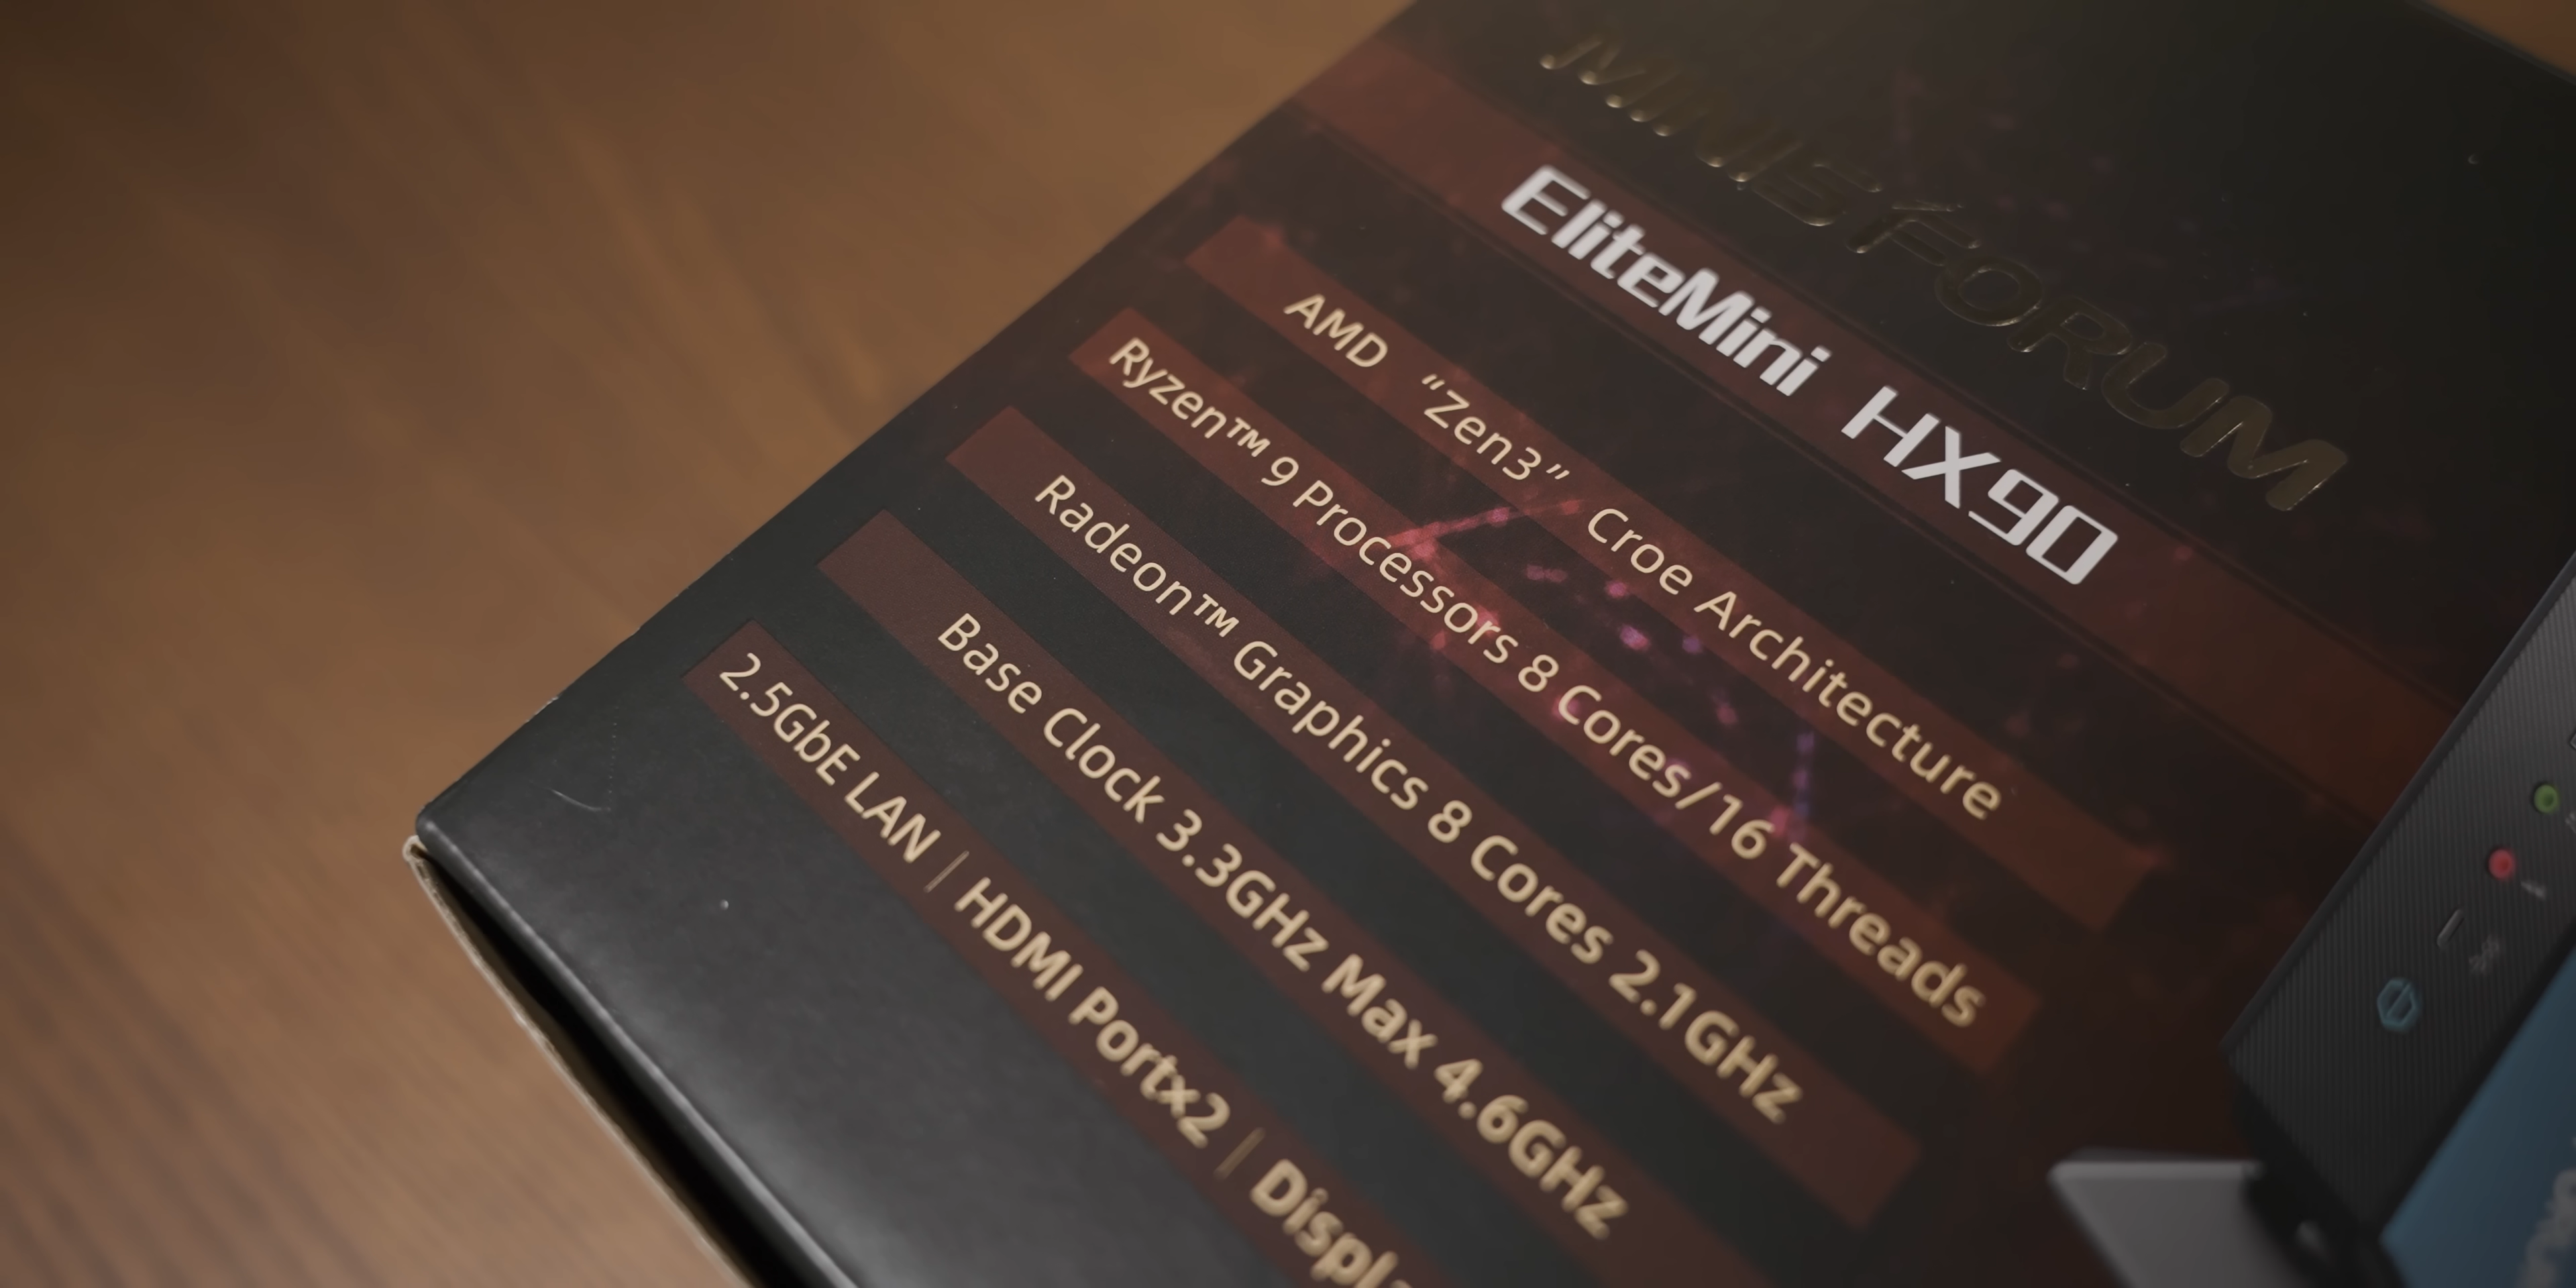 MINISFORUM
EliteMini HX90
AMD “Zen3” Croe Architecture
Ryzen™ 9 Processors 8 Cores/16 Threads
Radeon™ Graphics 8 Cores 2.1GHz
Base Clock 3.3GHz Max 4.6GHz
2.5GbE LAN | HDMI Portx2 |